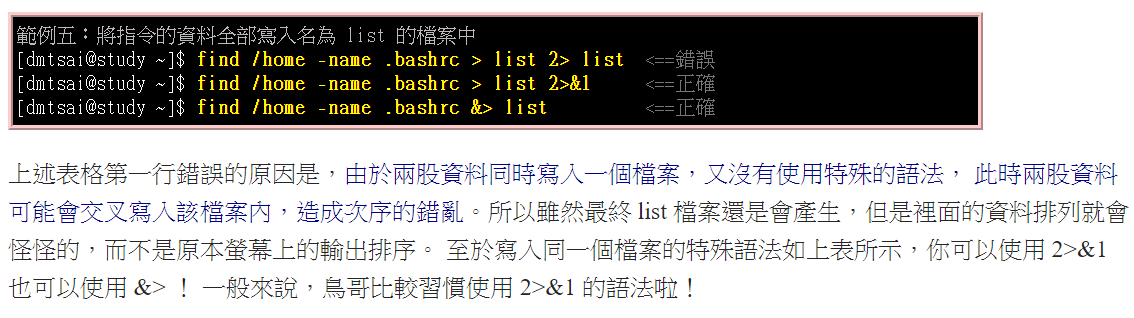 範例五：將指令的資料全部寫入名為 list 的檔案中
[dmtsai@study ~]$ find /home -name .bashrc > list 2> list  <==錯誤
[dmtsai@study ~]$ find /home -name .bashrc > list 2>&1     <==正確
[dmtsai@study ~]$ find /home -name .bashrc &> list         <==正確
上述表格第一行錯誤的原因是，由於兩股資料同時寫入一個檔案，又沒有使用特殊的語法， 此時兩股資料
可能會交叉寫入該檔案內，造成次序的錯亂。所以雖然最終 list 檔案還是會產生，但是裡面的資料排列就會
怪怪的，而不是原本螢幕上的輸出排序。 至於寫入同一個檔案的特殊語法如上表所示，你可以使用 2>&1
也可以使用 &> ！ 一般來說，鳥哥比較習慣使用 2>&1 的語法啦！